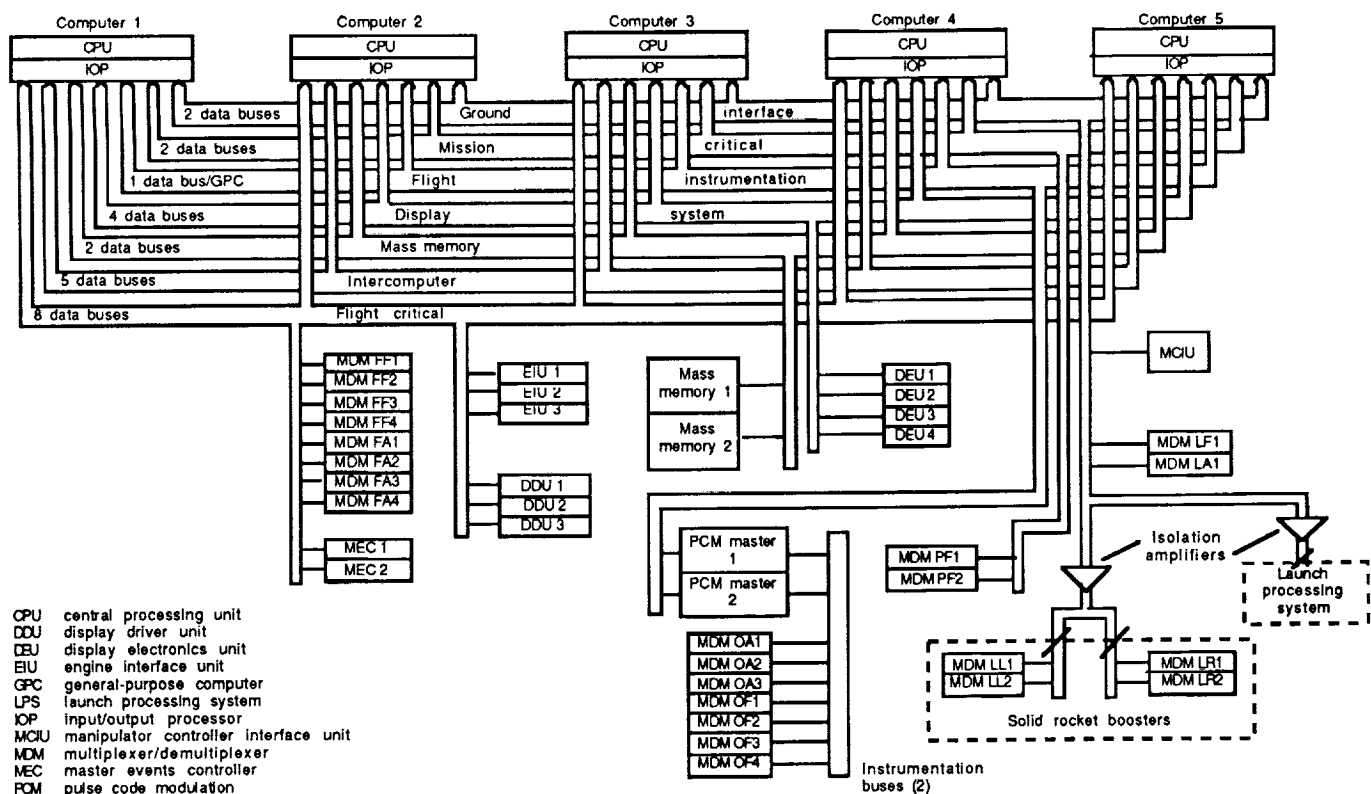 Computer 1
Computer 2
Computer 3
Computer 4
Computer 5
CPU
CPU
CPU
CPU
CPU
IOP
IOP
IOP
IOP
IOP
2 data buses Ground interface
2 data buses Mission critical
1 data bus/GPC Flight instrumentation
4 data buses Display system
2 data buses Mass memory
5 data buses Intercomputer
8 data buses Flight critical
MDM FF1
MDM FF2
MDM FF3
MDM FF4
MDM FA1
MDM FA2
MDM FA3
MDM FA4
MEC 1
MEC 2
EIU 1
EIU 2
EIU 3
DDU 1
DDU 2
DDU 3
Mass
memory 1
Mass
memory 2
DEU 1
DEU 2
DEU 3
DEU 4
MCIU
MDM LF1
MDM LA1
PCM master
1
PCM master
2
MDM PF1
MDM PF2
Isolation
amplifiers
Launch
processing
system
MDM OA1
MDM OA2
MDM OA3
MDM OF1
MDM OF2
MDM OF3
MDM OF4
Instrumentation
buses (2)
MDM LL1
MDM LL2
MDM LR1
MDM LR2
Solid rocket boosters
CPU central processing unit
DDU display driver unit
DEU display electronics unit
EIU engine interface unit
GPC general-purpose computer
LPS launch processing system
IOP input/output processor
MCIU manipulator controller interface unit
MDM multiplexer/demultiplexer
MEC master events controller
PCM pulse code modulation